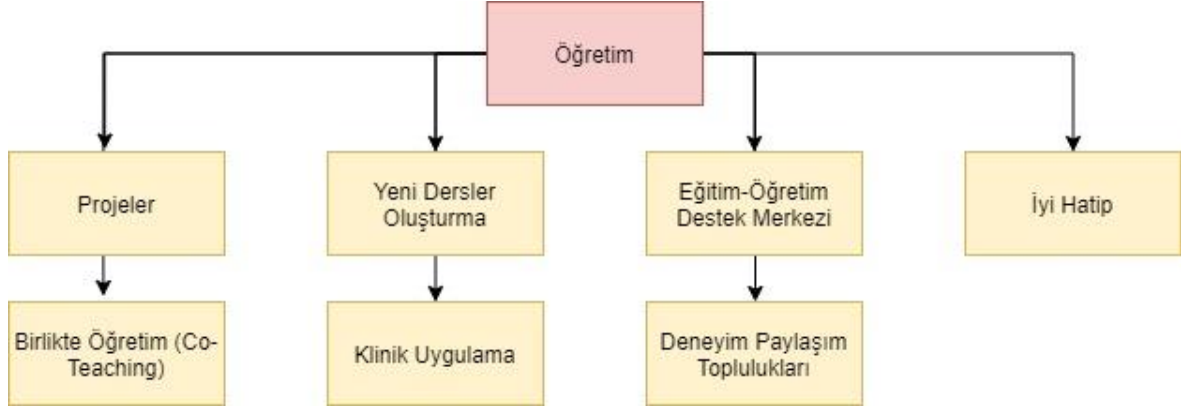 Öğretim
Projeler
Yeni Dersler
Oluşturma
Eğitim-Öğretim
Destek Merkezi
İyi Hatip
Birlikte Öğretim (Co-
Teaching)
Klinik Uygulama
Deneyim Paylaşım
Toplulukları